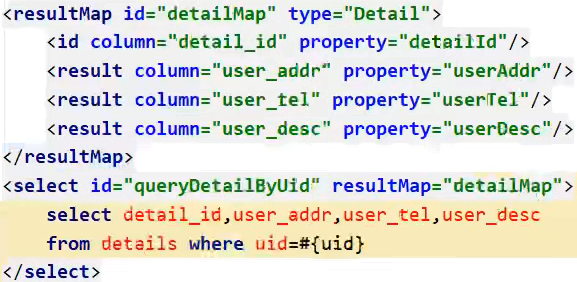 <resultMap id="detailMap" type="Detail">
<id column="detail_id" property="detailId"/>
<result column="user_addr" property="userAddr"/>
<result column="user_tel" property="userTel"/>
<result column="user_desc" property="userDesc"/>
</resultMap>
<select id="queryDetailByUid" resultMap="detailMap">
select detail_id,user_addr,user_tel,user_desc
from details where uid=#{uid}
</select>